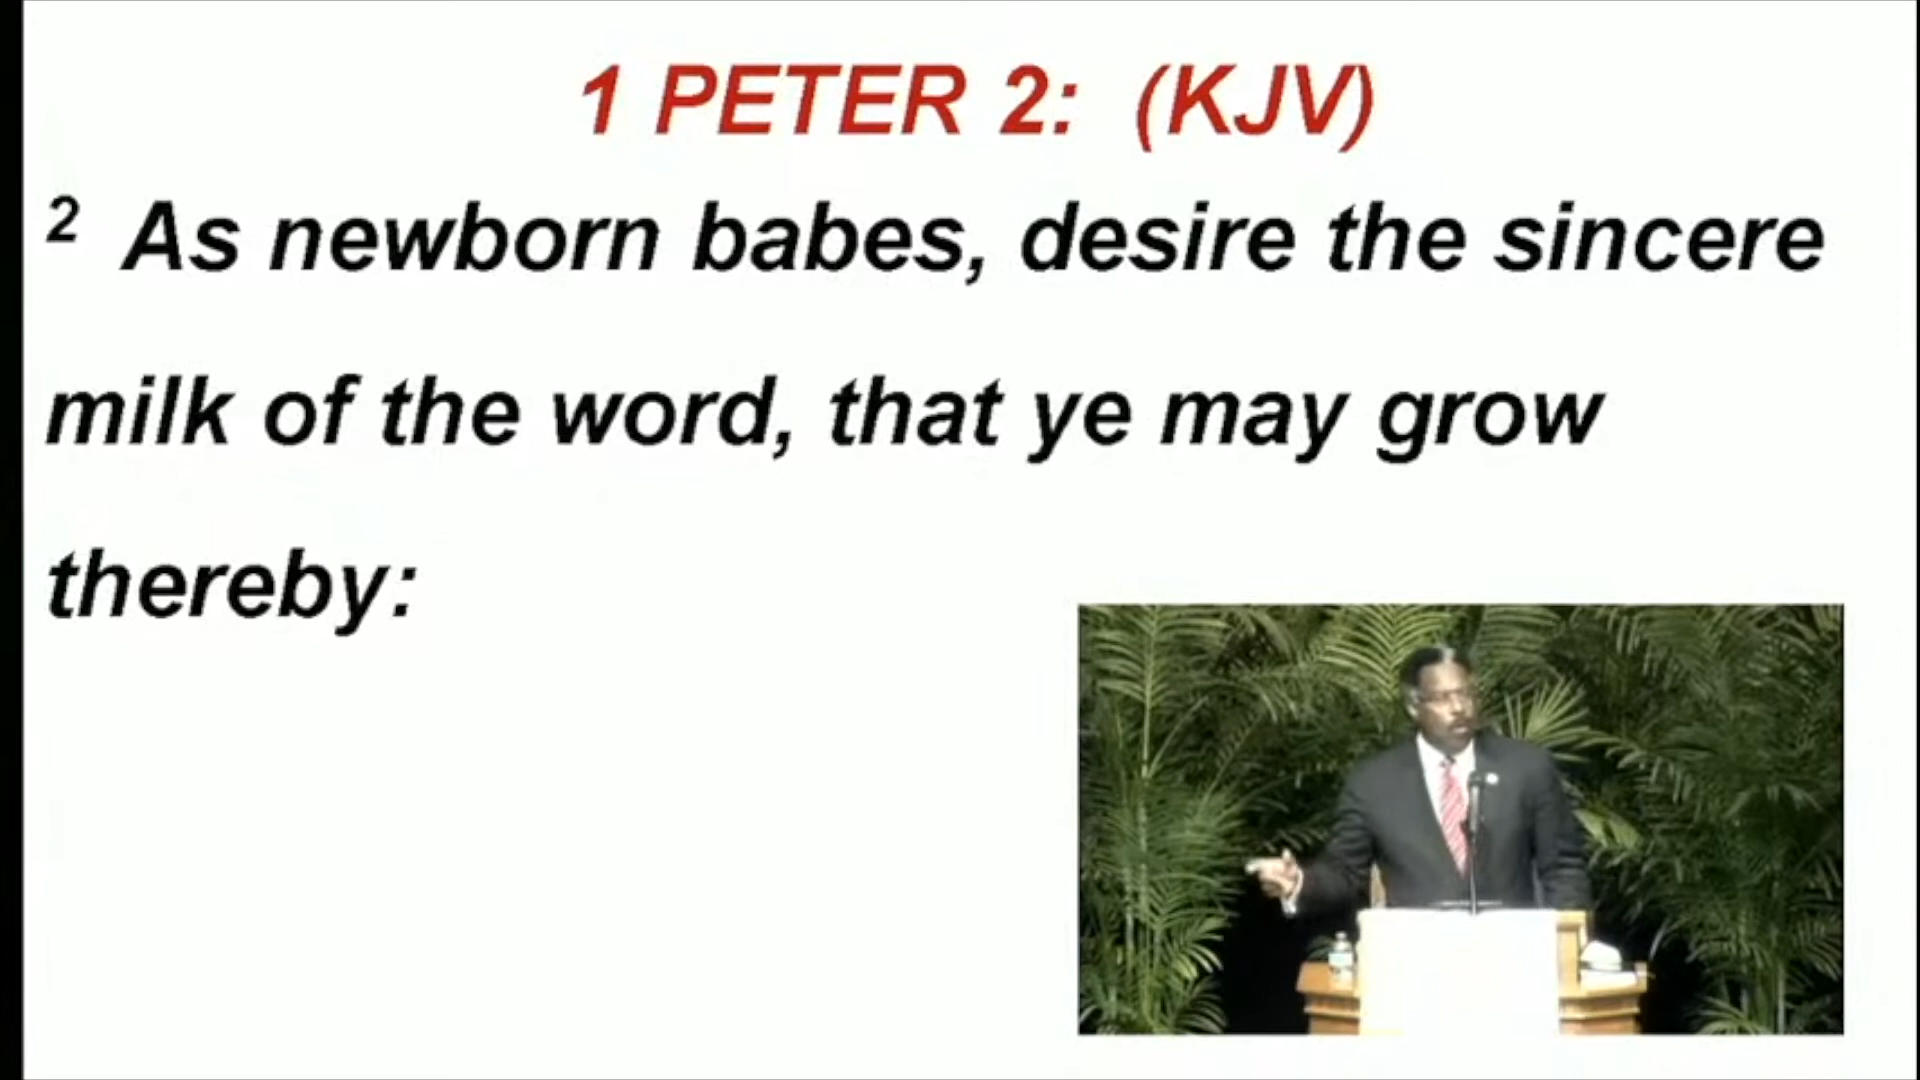 1 PETER 2: (KJV)
2 As newborn babes, desire the sincere
milk of the word, that ye may grow
thereby: